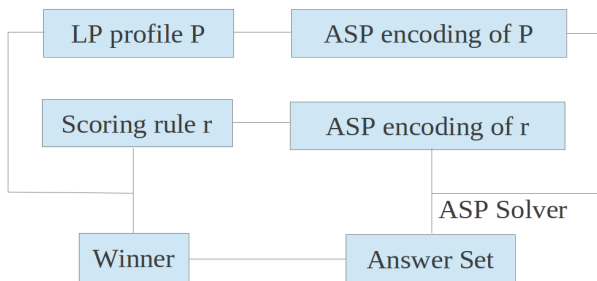 LP profile P
ASP encoding of P
Scoring rule r
ASP encoding of r
ASP Solver
Winner
Answer Set